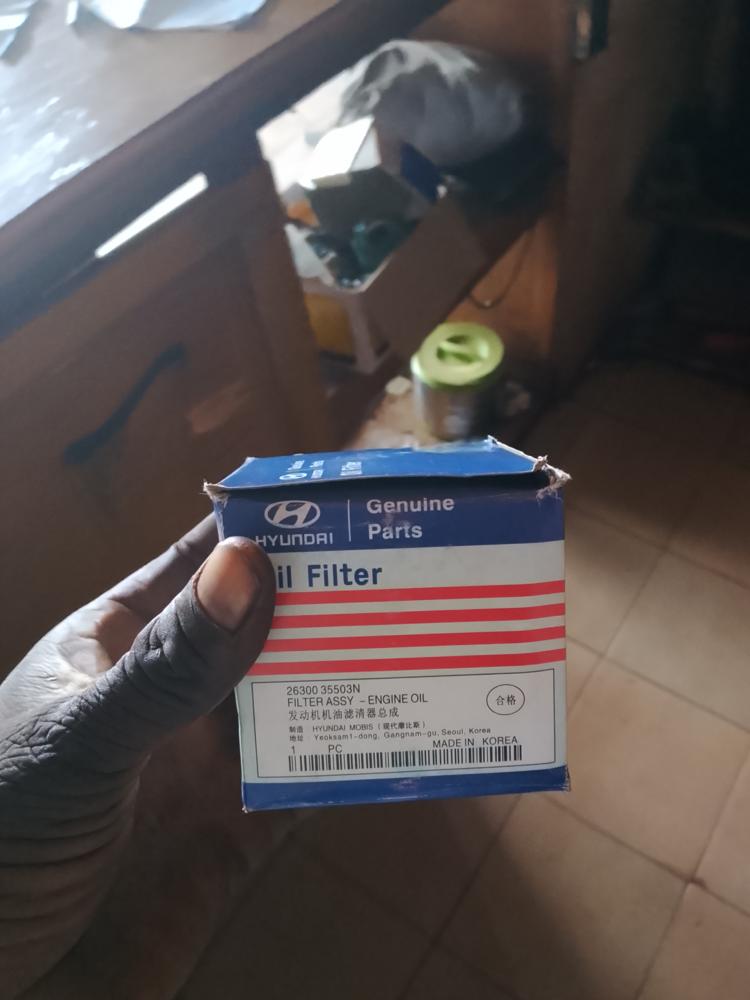 Oil Filter
HYUNDAI
Genuine
Parts
il Filter
26300 35503N
FILTER ASSY - ENGINE OIL
发动机机油滤清器总成
合格
制造 HYUNDAI MOBIS (现代摩比斯)
地址 Yeoksam1-dong, Gangnam-gu, Seoul, Korea
1 PC MADE IN KOREA